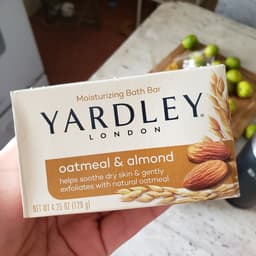 Moisturizing Bath Bar
YARDLEY®
LONDON
oatmeal & almond
helps soothe dry skin & gently
exfoliates with natural oatmeal
NET WT 4.25 OZ (120 g)